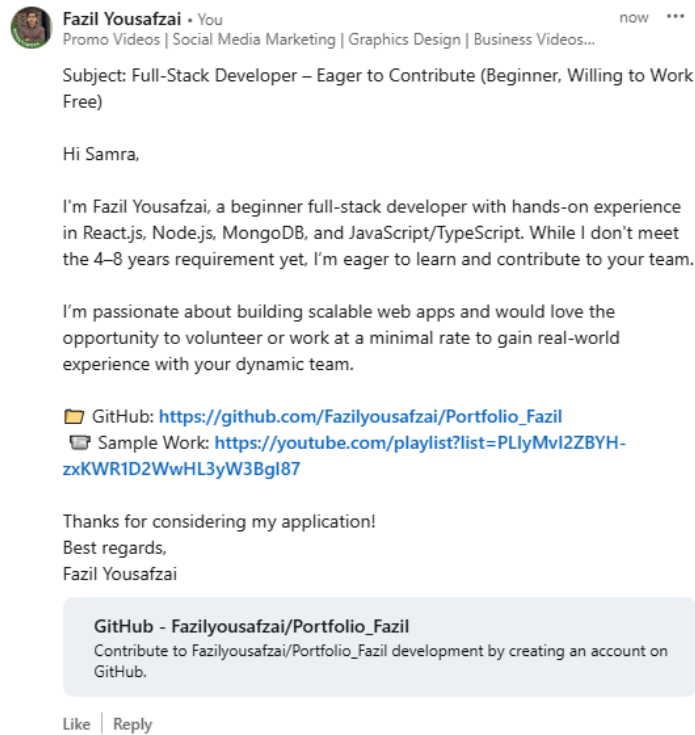 Fazil Yousafzai • You
now •••
Promo Videos | Social Media Marketing | Graphics Design | Business Videos...
Subject: Full-Stack Developer – Eager to Contribute (Beginner, Willing to Work
Free)
Hi Samra,
I'm Fazil Yousafzai, a beginner full-stack developer with hands-on experience
in React.js, Node.js, MongoDB, and JavaScript/TypeScript. While I don't meet
the 4–8 years requirement yet, I’m eager to learn and contribute to your team.
I’m passionate about building scalable web apps and would love the
opportunity to volunteer or work at a minimal rate to gain real-world
experience with your dynamic team.
GitHub: https://github.com/Fazilyousafzai/Portfolio_Fazil
Sample Work: https://youtube.com/playlist?list=PLIyMvI2ZBYH-
zxKWR1D2WwHL3yW3BgI87
Thanks for considering my application!
Best regards,
Fazil Yousafzai
GitHub - Fazilyousafzai/Portfolio_Fazil
Contribute to Fazilyousafzai/Portfolio_Fazil development by creating an account on
GitHub.
Like | Reply